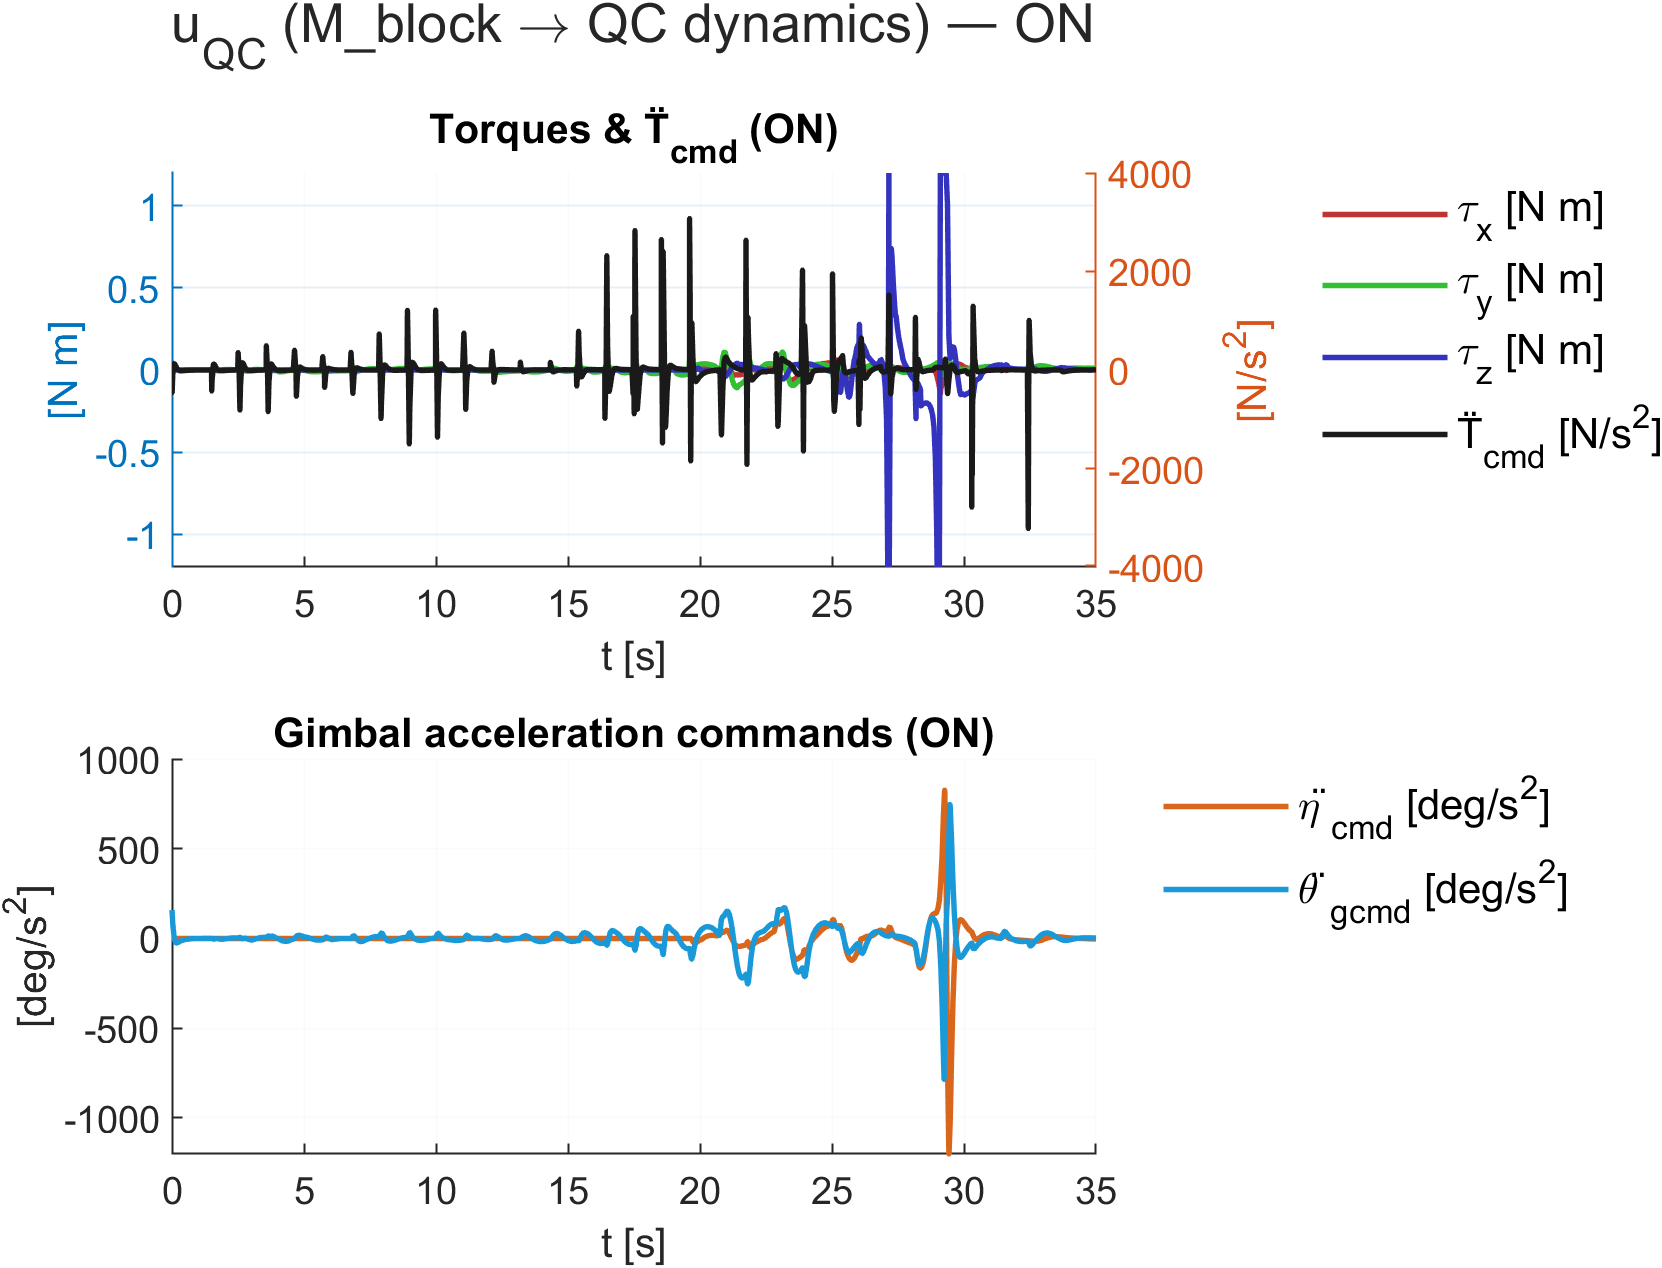 u_QC (M_block → QC dynamics) — ON
Torques & T̈_cmd (ON)
1
0.5
0
-0.5
-1
[N m]
4000
2000
0
-2000
-4000
[N/s²]
0 5 10 15 20 25 30 35
t [s]
τ_x [N m]
τ_y [N m]
τ_z [N m]
T̈_cmd [N/s²]
Gimbal acceleration commands (ON)
1000
500
0
-500
-1000
[deg/s²]
0 5 10 15 20 25 30 35
t [s]
η̈_cmd [deg/s²]
θ̈_gcmd [deg/s²]